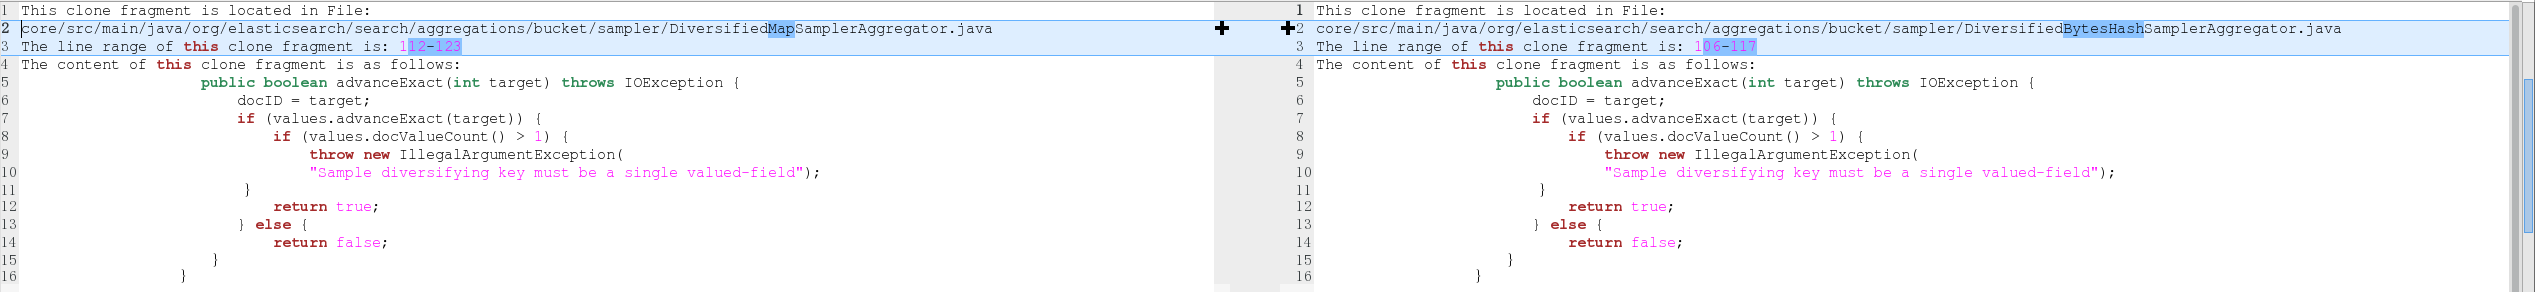 1 This clone fragment is located in File:
2 core/src/main/java/org/elasticsearch/search/aggregations/bucket/sampler/DiversifiedMapSamplerAggregator.java
3 The line range of this clone fragment is: 112-123
4 The content of this clone fragment is as follows:
5 public boolean advanceExact(int target) throws IOException {
6 docID = target;
7 if (values.advanceExact(target)) {
8 if (values.docValueCount() > 1) {
9 throw new IllegalArgumentException(
10 "Sample diversifying key must be a single valued-field");
11 }
12 return true;
13 } else {
14 return false;
15 }
16 }
1 This clone fragment is located in File:
2 core/src/main/java/org/elasticsearch/search/aggregations/bucket/sampler/DiversifiedBytesHashSamplerAggregator.java
3 The line range of this clone fragment is: 106-117
4 The content of this clone fragment is as follows:
5 public boolean advanceExact(int target) throws IOException {
6 docID = target;
7 if (values.advanceExact(target)) {
8 if (values.docValueCount() > 1) {
9 throw new IllegalArgumentException(
10 "Sample diversifying key must be a single valued-field");
11 }
12 return true;
13 } else {
14 return false;
15 }
16 }